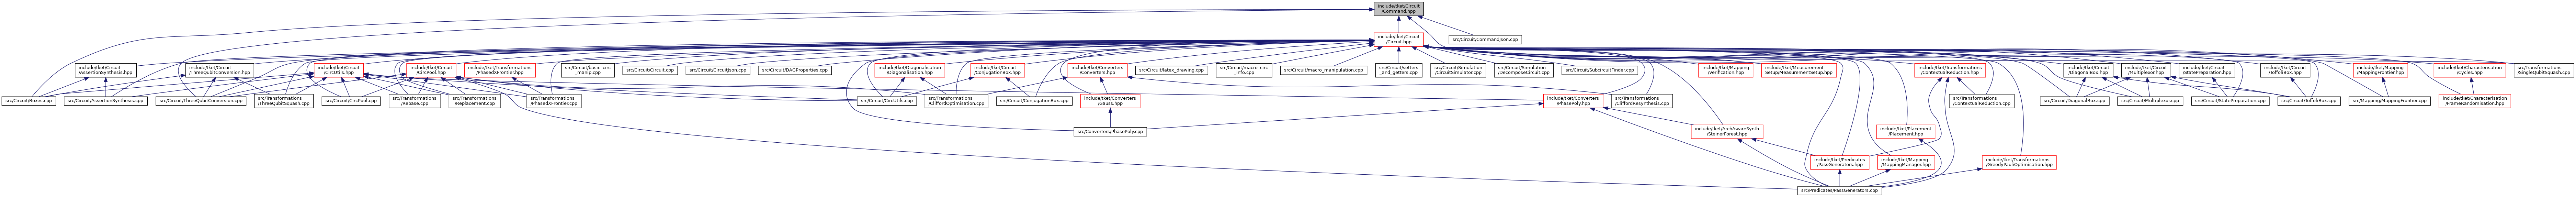 include/tket/Circuit
/Command.hpp
src/Circuit/CommandJson.cpp
include/tket/Circuit
/Circuit.hpp
include/tket/Circuit
/AssertionSynthesis.hpp
include/tket/Circuit
/ThreeQubitConversion.hpp
include/tket/Circuit
/CircUtils.hpp
include/tket/Circuit
/CircPool.hpp
include/tket/Transformations
/PhasedXFrontier.hpp
src/Circuit/basic_circ
_manip.cpp
src/Circuit/Circuit.cpp
src/Circuit/CircuitJson.cpp
src/Circuit/DAGProperties.cpp
include/tket/Diagonalisation
/Diagonalisation.hpp
include/tket/Circuit
/ConjugationBox.hpp
include/tket/Converters
/Converters.hpp
src/Circuit/latex_drawing.cpp
src/Circuit/macro_circ
_info.cpp
src/Circuit/macro_manipulation.cpp
src/Circuit/setters
_and_getters.cpp
src/Circuit/Simulation
/CircuitSimulator.cpp
src/Circuit/Simulation
/DecomposeCircuit.cpp
src/Circuit/SubcircuitFinder.cpp
include/tket/Mapping
/Verification.hpp
include/tket/Measurement
Setup/MeasurementSetup.hpp
include/tket/Transformations
/ContextualReduction.hpp
include/tket/Circuit
/DiagonalBox.hpp
include/tket/Circuit
/Multiplexor.hpp
include/tket/Circuit
/StatePreparation.hpp
include/tket/Circuit
/ToffoliBox.hpp
include/tket/Mapping
/MappingFrontier.hpp
include/tket/Characterisation
/Cycles.hpp
src/Transformations
/SingleQubitSquash.cpp
src/Circuit/Boxes.cpp
src/Circuit/AssertionSynthesis.cpp
src/Circuit/ThreeQubitConversion.cpp
src/Transformations
/ThreeQubitSquash.cpp
src/Circuit/CircPool.cpp
src/Transformations
/Rebase.cpp
src/Transformations
/Replacement.cpp
src/Transformations
/PhasedXFrontier.cpp
src/Circuit/CircUtils.cpp
src/Transformations
/CliffordOptimisation.cpp
src/Circuit/ConjugationBox.cpp
include/tket/Converters
/Gauss.hpp
include/tket/Converters
/PhasePoly.hpp
src/Transformations
/CliffordResynthesis.cpp
src/Transformations
/ContextualReduction.cpp
src/Circuit/DiagonalBox.cpp
src/Circuit/Multiplexor.cpp
src/Circuit/StatePreparation.cpp
src/Circuit/ToffoliBox.cpp
src/Mapping/MappingFrontier.cpp
include/tket/Characterisation
/FrameRandomisation.hpp
src/Converters/PhasePoly.cpp
include/tket/ArchAwareSynth
/SteinerForest.hpp
include/tket/Placement
/Placement.hpp
include/tket/Predicates
/PassGenerators.hpp
include/tket/Mapping
/MappingManager.hpp
include/tket/Transformations
/GreedyPauliOptimisation.hpp
src/Predicates/PassGenerators.cpp